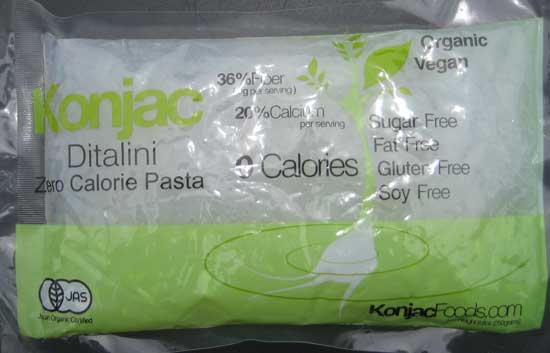 Konjac
Ditalini
Zero Calorie Pasta
36% Fiber
per serving)
20% Calcium
per serving
0 Calories
Organic
Vegan
Sugar Free
Fat Free
Gluten Free
Soy Free
JAS
Japan Organic Certified
KonjacFoods.com